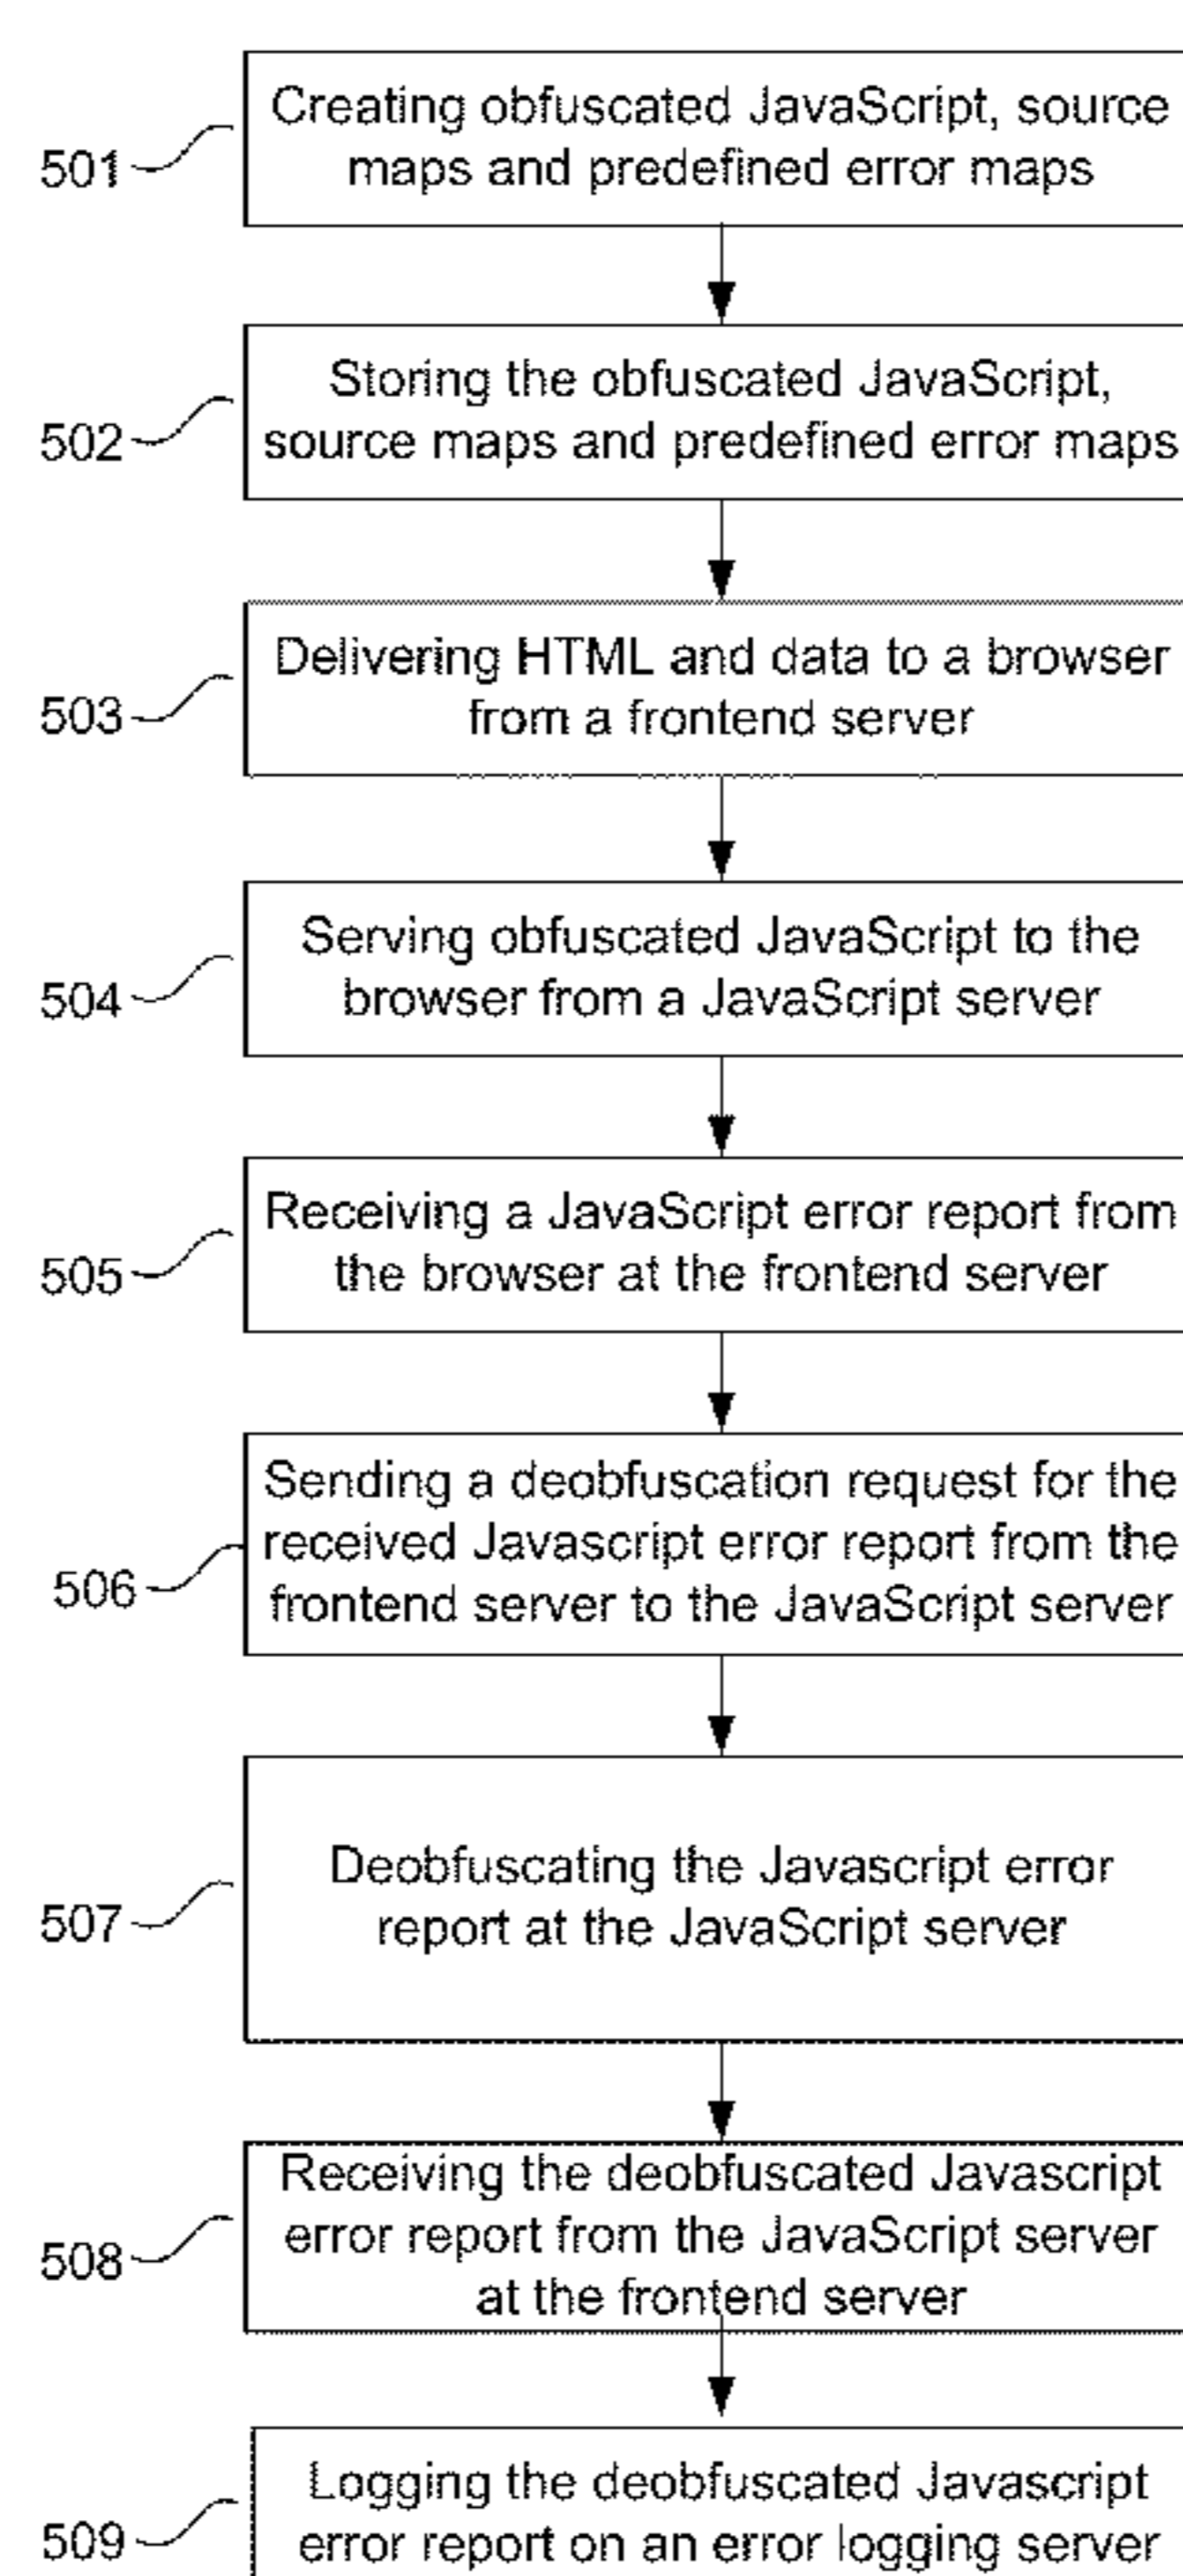 Creating obfuscated JavaScript, source
maps and predefined error maps
501
Storing the obfuscated JavaScript,
source maps and predefined error maps
502
Delivering HTML and data to a browser
from a frontend server
503
Serving obfuscated JavaScript to the
browser from a JavaScript server
504
Receiving a JavaScript error report from
the browser at the frontend server
505
Sending a deobfuscation request for the
received Javascript error report from the
frontend server to the JavaScript server
506
Deobfuscating the Javascript error
report at the JavaScript server
507
Receiving the deobfuscated Javascript
error report from the JavaScript server
at the frontend server
508
Logging the deobfuscated Javascript
error report on an error logging server
509